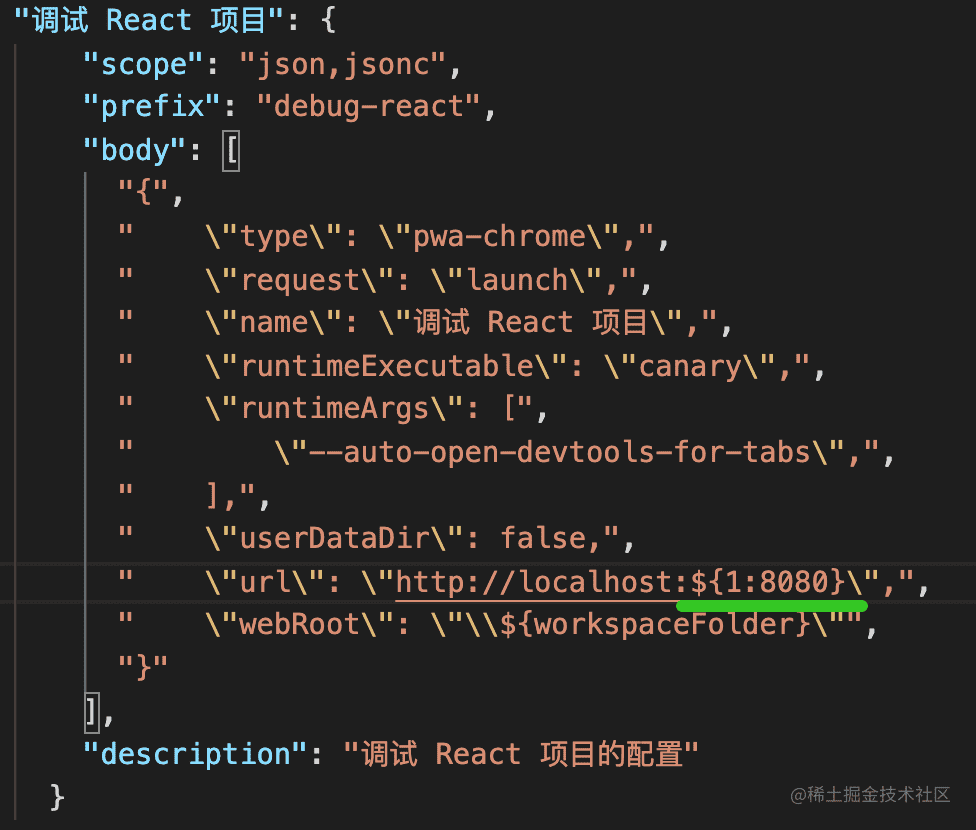 "调试 React 项目": {
"scope": "json,jsonc",
"prefix": "debug-react",
"body": [
"{",
"    \"type\": \"pwa-chrome\",",
"    \"request\": \"launch\",",
"    \"name\": \"调试 React 项目\",",
"    \"runtimeExecutable\": \"canary\",",
"    \"runtimeArgs\": [",
"        \"--auto-open-devtools-for-tabs\",",
"    ],",
"    \"userDataDir\": false,",
"    \"url\": \"http://localhost:${1:8080}\",",
"    \"webRoot\": \"\\${workspaceFolder}\"",
"}"
],
"description": "调试 React 项目的配置"
}
@稀土掘金技术社区